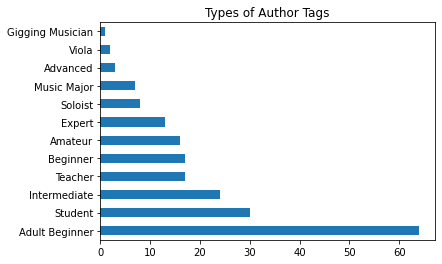 Types of Author Tags
Gigging Musician
Viola
Advanced
Music Major
Soloist
Expert
Amateur
Beginner
Teacher
Intermediate
Student
Adult Beginner
0 10 20 30 40 50 60